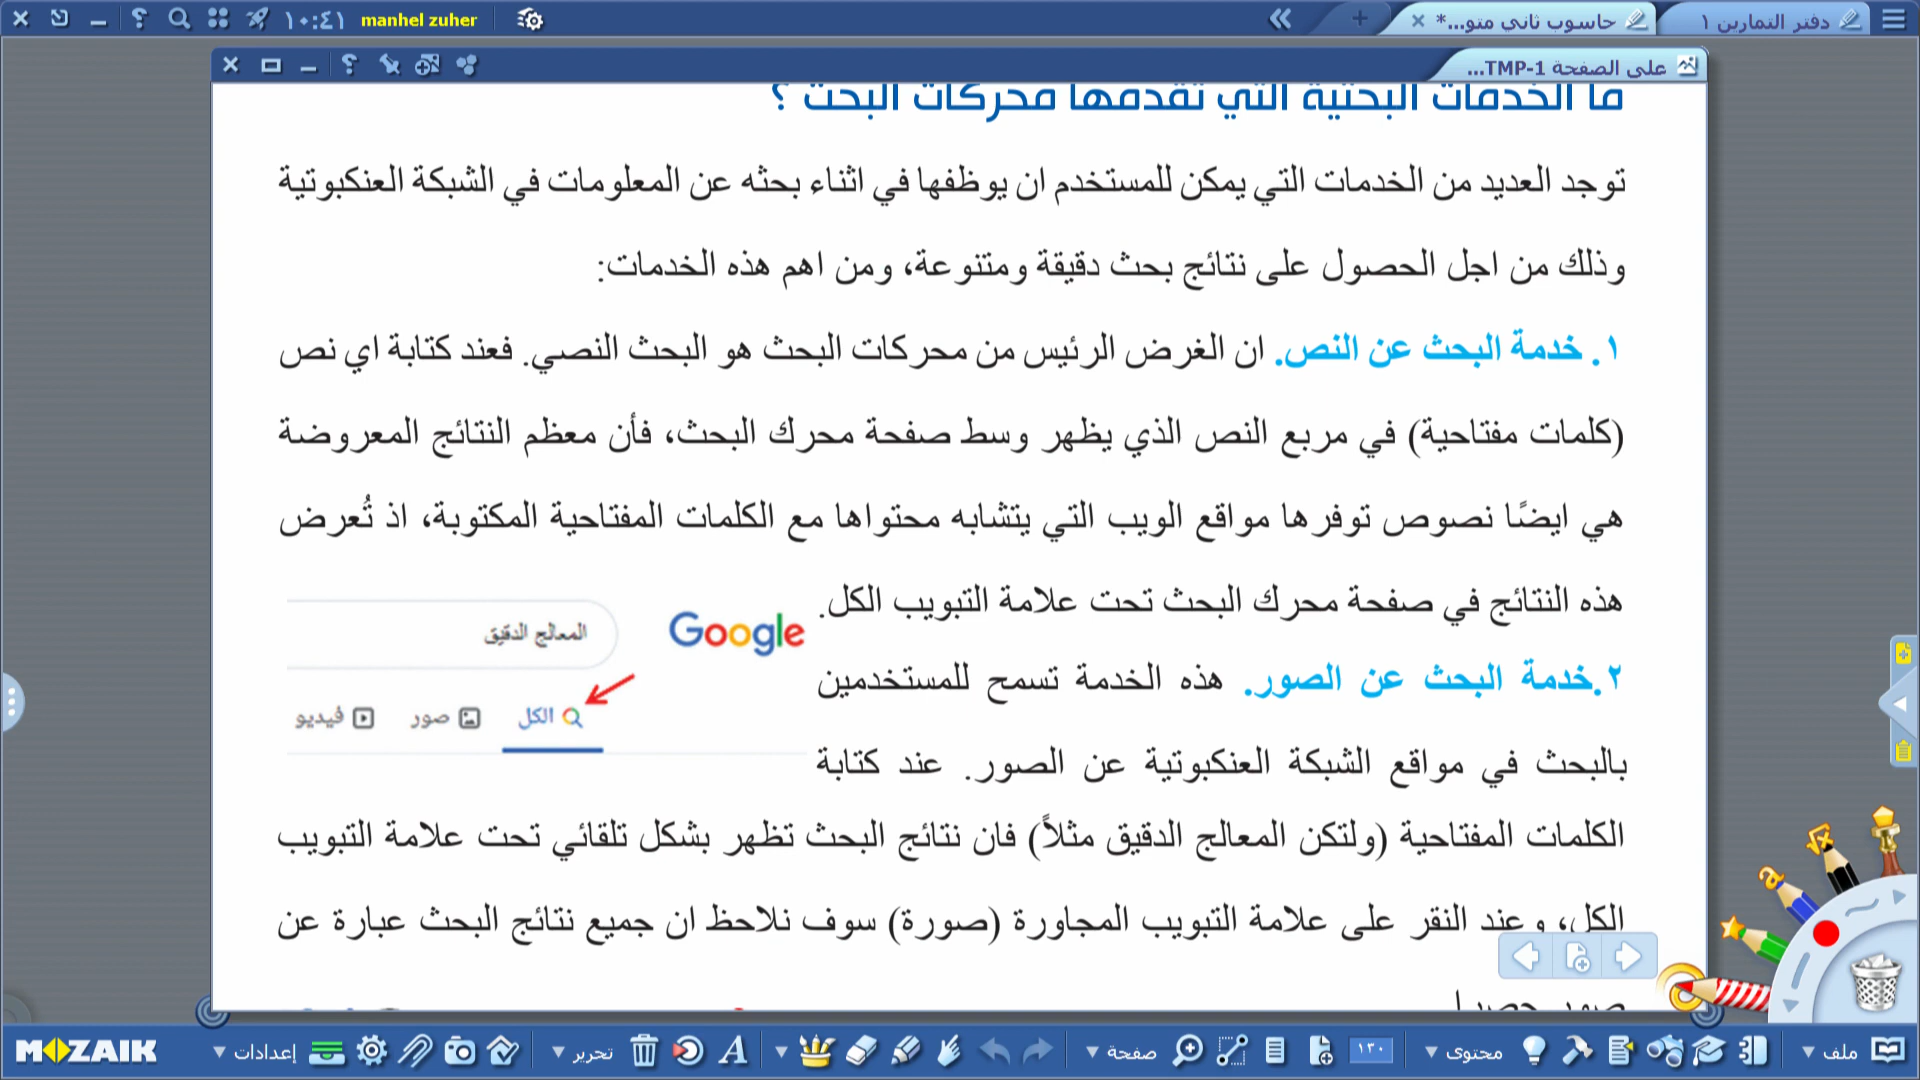 manhel zuher
١٠:٤١
حاسوب ثاني متو...*
دفتر التمارين ١
على الصفحة TMP-1...
ما الخدمات البحثية التي تقدمها محركات البحث ؟
توجد العديد من الخدمات التي يمكن للمستخدم ان يوظفها في اثناء بحثه عن المعلومات في الشبكة العنكبوتية
وذلك من اجل الحصول على نتائج بحث دقيقة ومتنوعة، ومن اهم هذه الخدمات:
١. خدمة البحث عن النص. ان الغرض الرئيس من محركات البحث هو البحث النصي. فعند كتابة اي نص
(كلمات مفتاحية) في مربع النص الذي يظهر وسط صفحة محرك البحث، فأن معظم النتائج المعروضة
هي ايضًا نصوص توفرها مواقع الويب التي يتشابه محتواها مع الكلمات المفتاحية المكتوبة، اذ تُعرض
هذه النتائج في صفحة محرك البحث تحت علامة التبويب الكل.
Google
المعالج الدقيق
الكل
صور
فيديو
٢.خدمة البحث عن الصور. هذه الخدمة تسمح للمستخدمين
بالبحث في مواقع الشبكة العنكبوتية عن الصور. عند كتابة
الكلمات المفتاحية (ولتكن المعالج الدقيق مثلاً) فان نتائج البحث تظهر بشكل تلقائي تحت علامة التبويب
الكل، وعند النقر على علامة التبويب المجاورة (صورة) سوف نلاحظ ان جميع نتائج البحث عبارة عن
ملف
محتوى
١٣٠
صفحة
تحرير
إعدادات
MOZAIK